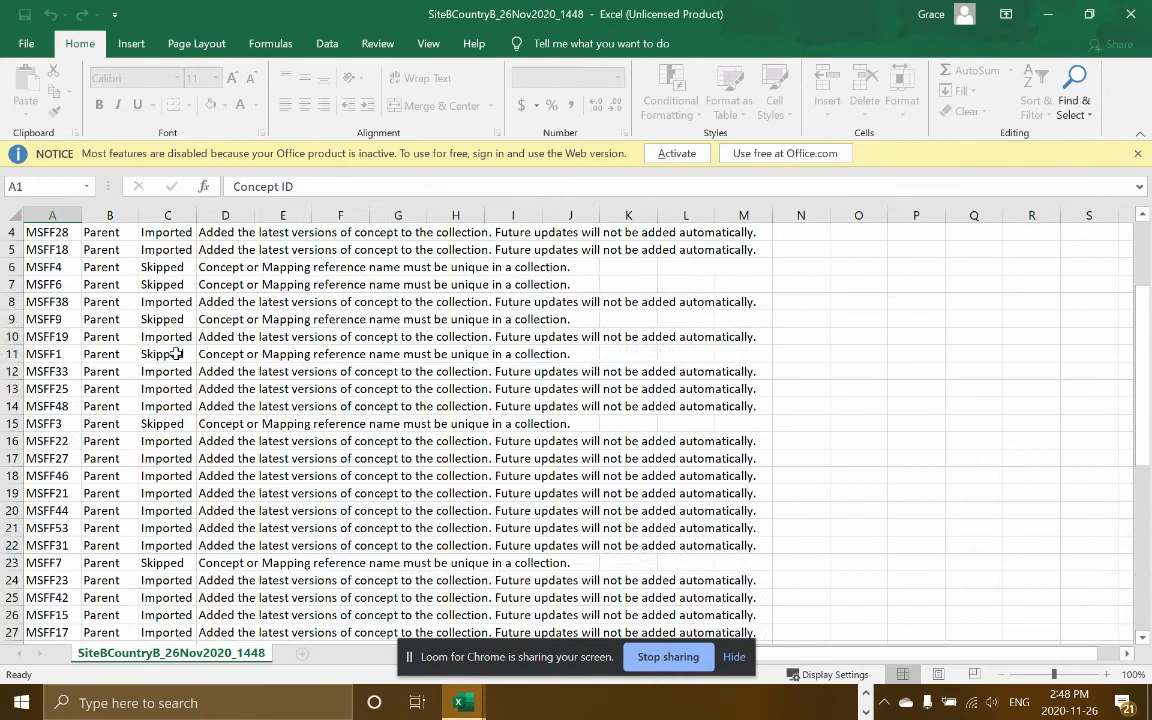 SiteBCountryB_26Nov2020_1448 - Excel (Unlicensed Product)
Grace
File Home Insert Page Layout Formulas Data Review View Help Tell me what you want to do Share
Calibri 11 Wrap Text AutoSum
Paste B I U A Merge & Center $ % Conditional Formatting Format as Table Cell Styles Insert Delete Format Fill Clear Sort & Filter Find & Select
Clipboard Font Alignment Number Styles Cells Editing
NOTICE Most features are disabled because your Office product is inactive. To use for free, sign in and use the Web version. Activate Use free at Office.com
A1 fx Concept ID
A B C D E F G H I J K L M N O P Q R S
4 MSFF28 Parent Imported Added the latest versions of concept to the collection. Future updates will not be added automatically.
5 MSFF18 Parent Imported Added the latest versions of concept to the collection. Future updates will not be added automatically.
6 MSFF4 Parent Skipped Concept or Mapping reference name must be unique in a collection.
7 MSFF6 Parent Skipped Concept or Mapping reference name must be unique in a collection.
8 MSFF38 Parent Imported Added the latest versions of concept to the collection. Future updates will not be added automatically.
9 MSFF9 Parent Skipped Concept or Mapping reference name must be unique in a collection.
10 MSFF19 Parent Imported Added the latest versions of concept to the collection. Future updates will not be added automatically.
11 MSFF1 Parent Skipped Concept or Mapping reference name must be unique in a collection.
12 MSFF33 Parent Imported Added the latest versions of concept to the collection. Future updates will not be added automatically.
13 MSFF25 Parent Imported Added the latest versions of concept to the collection. Future updates will not be added automatically.
14 MSFF48 Parent Imported Added the latest versions of concept to the collection. Future updates will not be added automatically.
15 MSFF3 Parent Skipped Concept or Mapping reference name must be unique in a collection.
16 MSFF22 Parent Imported Added the latest versions of concept to the collection. Future updates will not be added automatically.
17 MSFF27 Parent Imported Added the latest versions of concept to the collection. Future updates will not be added automatically.
18 MSFF46 Parent Imported Added the latest versions of concept to the collection. Future updates will not be added automatically.
19 MSFF21 Parent Imported Added the latest versions of concept to the collection. Future updates will not be added automatically.
20 MSFF44 Parent Imported Added the latest versions of concept to the collection. Future updates will not be added automatically.
21 MSFF53 Parent Imported Added the latest versions of concept to the collection. Future updates will not be added automatically.
22 MSFF31 Parent Imported Added the latest versions of concept to the collection. Future updates will not be added automatically.
23 MSFF7 Parent Skipped Concept or Mapping reference name must be unique in a collection.
24 MSFF23 Parent Imported Added the latest versions of concept to the collection. Future updates will not be added automatically.
25 MSFF42 Parent Imported Added the latest versions of concept to the collection. Future updates will not be added automatically.
26 MSFF15 Parent Imported Added the latest versions of concept to the collection. Future updates will not be added automatically.
27 MSFF17 Parent Imported Added the latest versions of concept to the collection. Future updates will not be added automatically.
SiteBCountryB_26Nov2020_1448
Loom for Chrome is sharing your screen. Stop sharing Hide
Ready Display Settings 100%
Type here to search
ENG 2:48 PM
2020-11-26 21